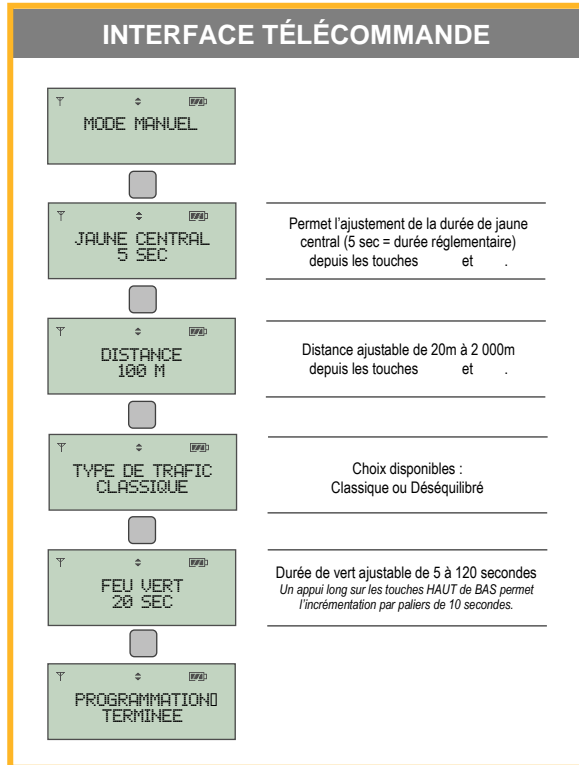 INTERFACE TÉLÉCOMMANDE
MODE MANUEL
JAUNE CENTRAL
5 SEC
Permet l'ajustement de la durée de jaune
central (5 sec = durée réglementaire)
depuis les touches et .
DISTANCE
100 M
Distance ajustable de 20m à 2 000m
depuis les touches et .
TYPE DE TRAFIC
CLASSIQUE
Choix disponibles :
Classique ou Déséquilibré
FEU VERT
20 SEC
Durée de vert ajustable de 5 à 120 secondes
Un appui long sur les touches HAUT de BAS permet
l'incrémentation par paliers de 10 secondes.
PROGRAMMATION▯
TERMINEE